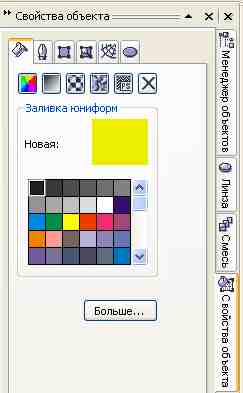 Свойства объекта
Заливка юниформ
Новая:
Больше...
Менеджер объектов
Линза
Смесь
Свойства объекта